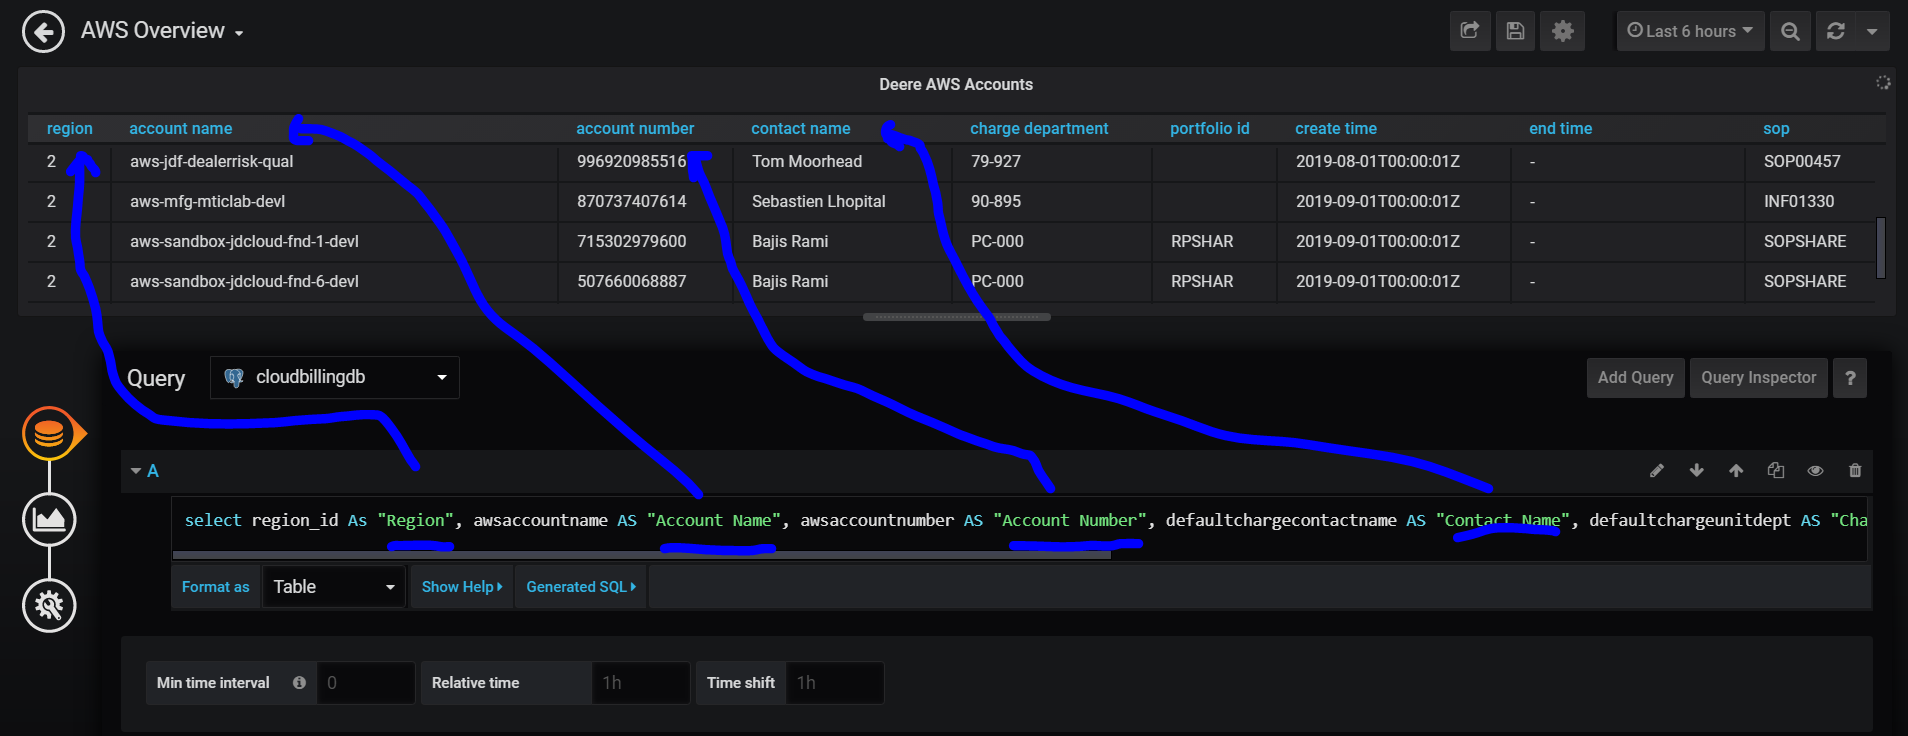 AWS Overview
Last 6 hours
Deere AWS Accounts
region account name account number contact name charge department portfolio id create time end time sop
2 aws-jdf-dealerrisk-qual 996920985516 Tom Moorhead 79-927 2019-08-01T00:00:01Z - SOP00457
2 aws-mfg-mticlab-devl 870737407614 Sebastien Lhopital 90-895 2019-09-01T00:00:01Z - INF01330
2 aws-sandbox-jdcloud-fnd-1-devl 715302979600 Bajis Rami PC-000 RPSHAR 2019-09-01T00:00:01Z - SOPSHARE
2 aws-sandbox-jdcloud-fnd-6-devl 507660068887 Bajis Rami PC-000 RPSHAR 2019-09-01T00:00:01Z - SOPSHARE
Query cloudbillingdb Add Query Query Inspector ?
A
select region_id As "Region", awsaccountname AS "Account Name", awsaccountnumber AS "Account Number", defaultchargecontactname AS "Contact Name", defaultchargeunitdept AS "Cha
Format as Table Show Help Generated SQL
Min time interval 0 Relative time 1h Time shift 1h